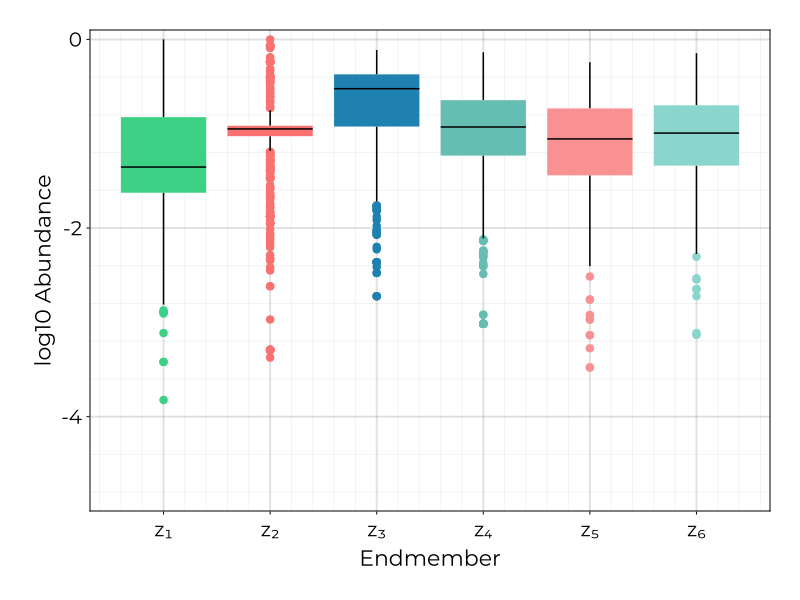 log10 Abundance
0
-2
-4
z₁ z₂ z₃ z₄ z₅ z₆
Endmember